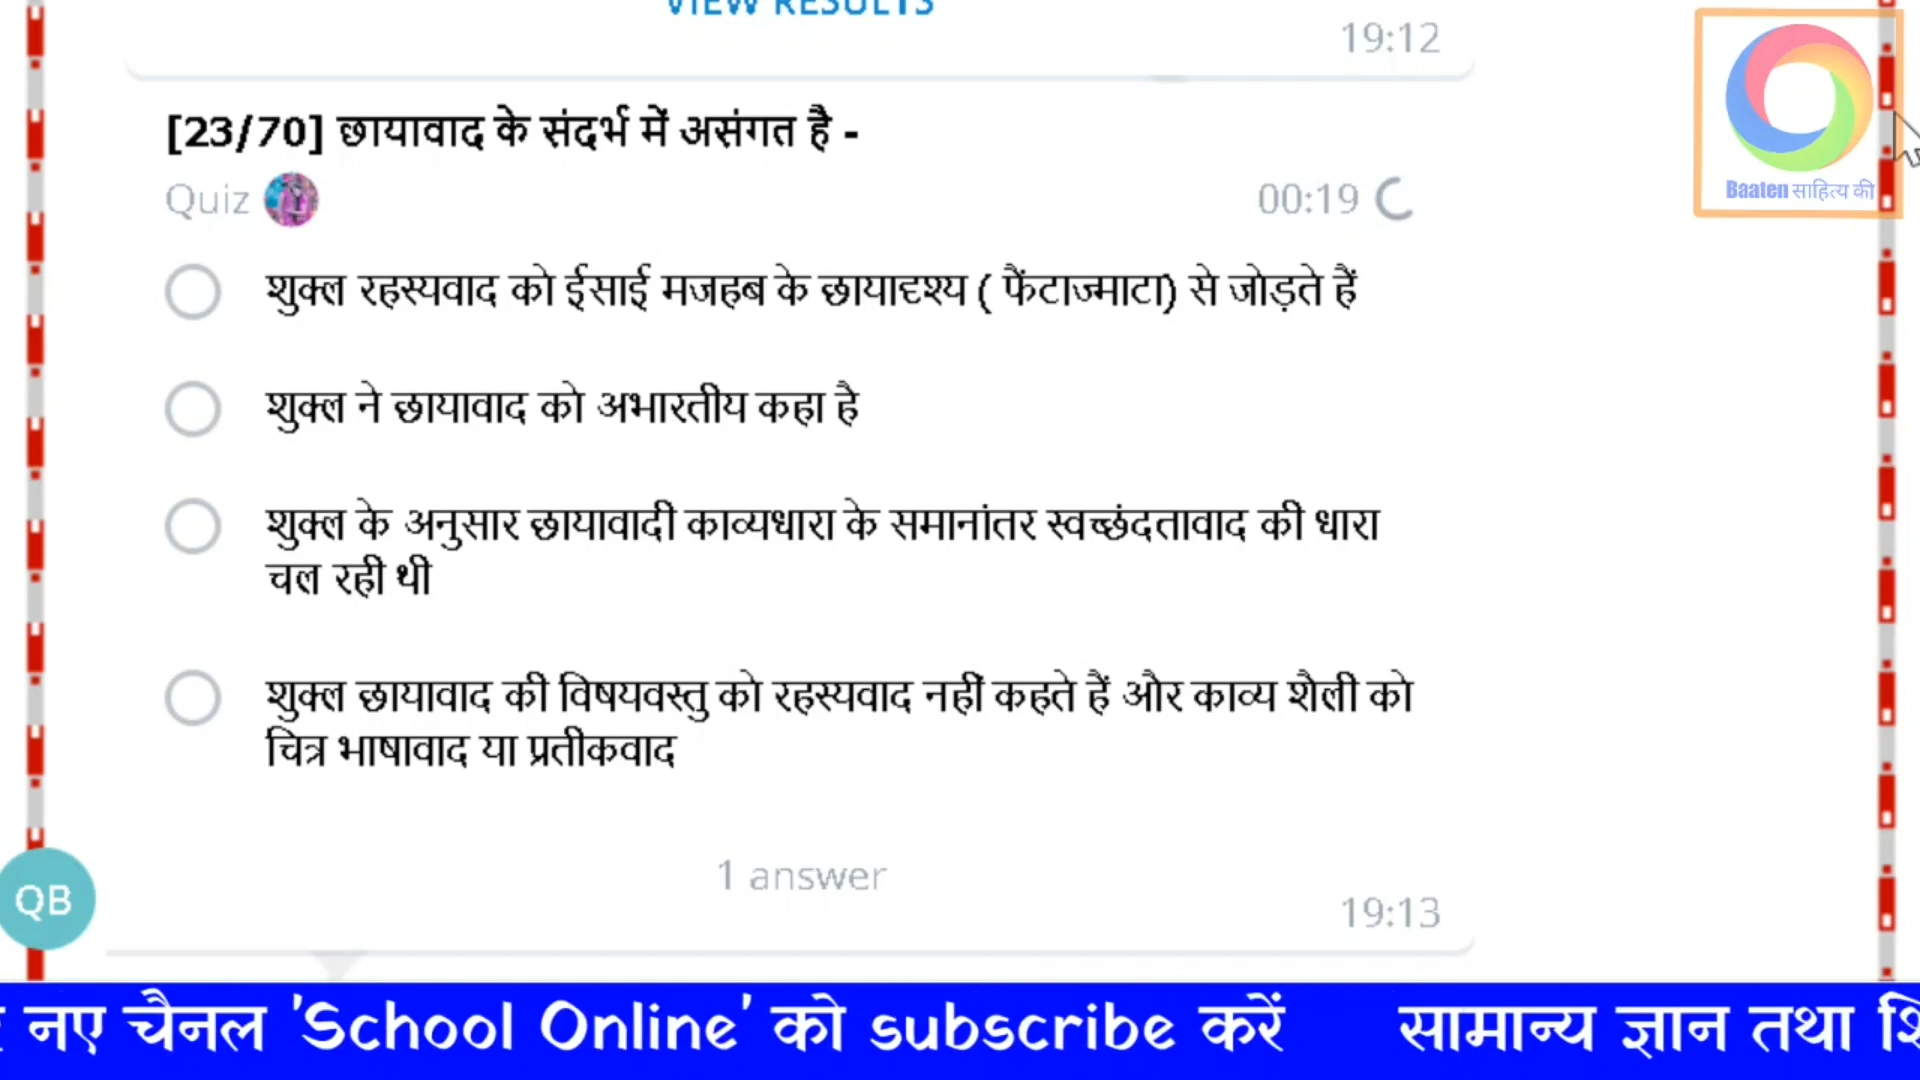 VIEW RESULTS
19:12
[23/70] छायावाद के संदर्भ में असंगत है -
Quiz
00:19
Baaten साहित्य की
शुक्ल रहस्यवाद को ईसाई मजहब के छायादृश्य ( फैंटाज्माटा) से जोड़ते हैं
शुक्ल ने छायावाद को अभारतीय कहा है
शुक्ल के अनुसार छायावादी काव्यधारा के समानांतर स्वच्छंदतावाद की धारा
चल रही थी
शुक्ल छायावाद की विषयवस्तु को रहस्यवाद नहीं कहते हैं और काव्य शैली को
चित्र भाषावाद या प्रतीकवाद
1 answer
19:13
QB
नए चैनल 'School Online' को subscribe करें सामान्य ज्ञान तथा